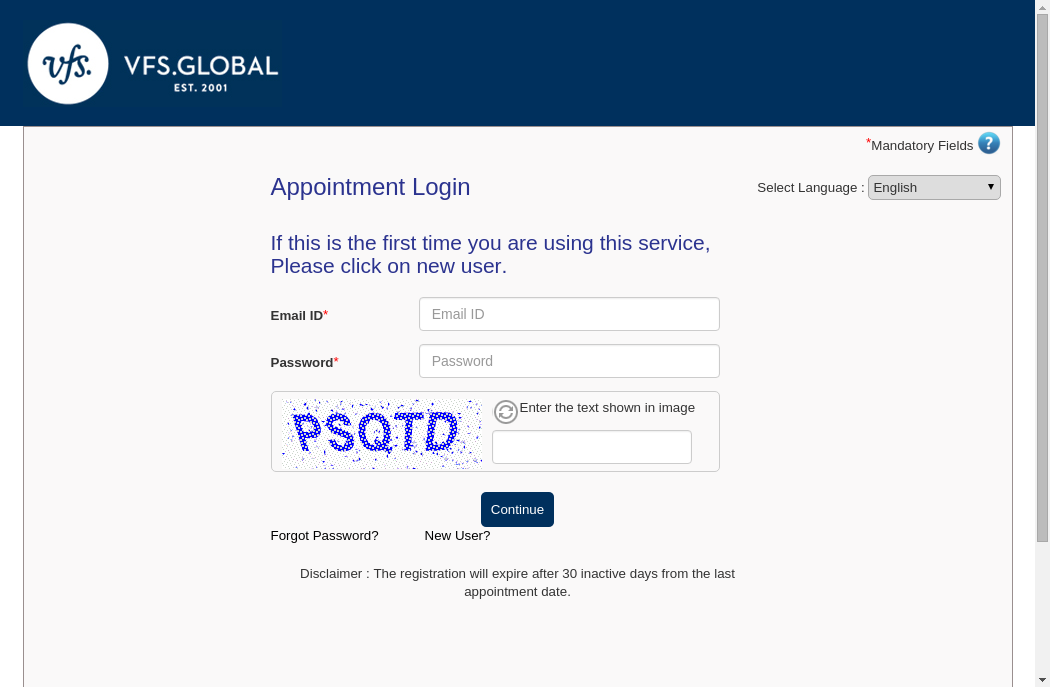 vfs.
VFS.GLOBAL
EST. 2001
*Mandatory Fields ?
Appointment Login
Select Language : English
If this is the first time you are using this service,
Please click on new user.
Email ID* Email ID
Password* Password
PSQTD
Enter the text shown in image
Continue
Forgot Password? New User?
Disclaimer : The registration will expire after 30 inactive days from the last
appointment date.